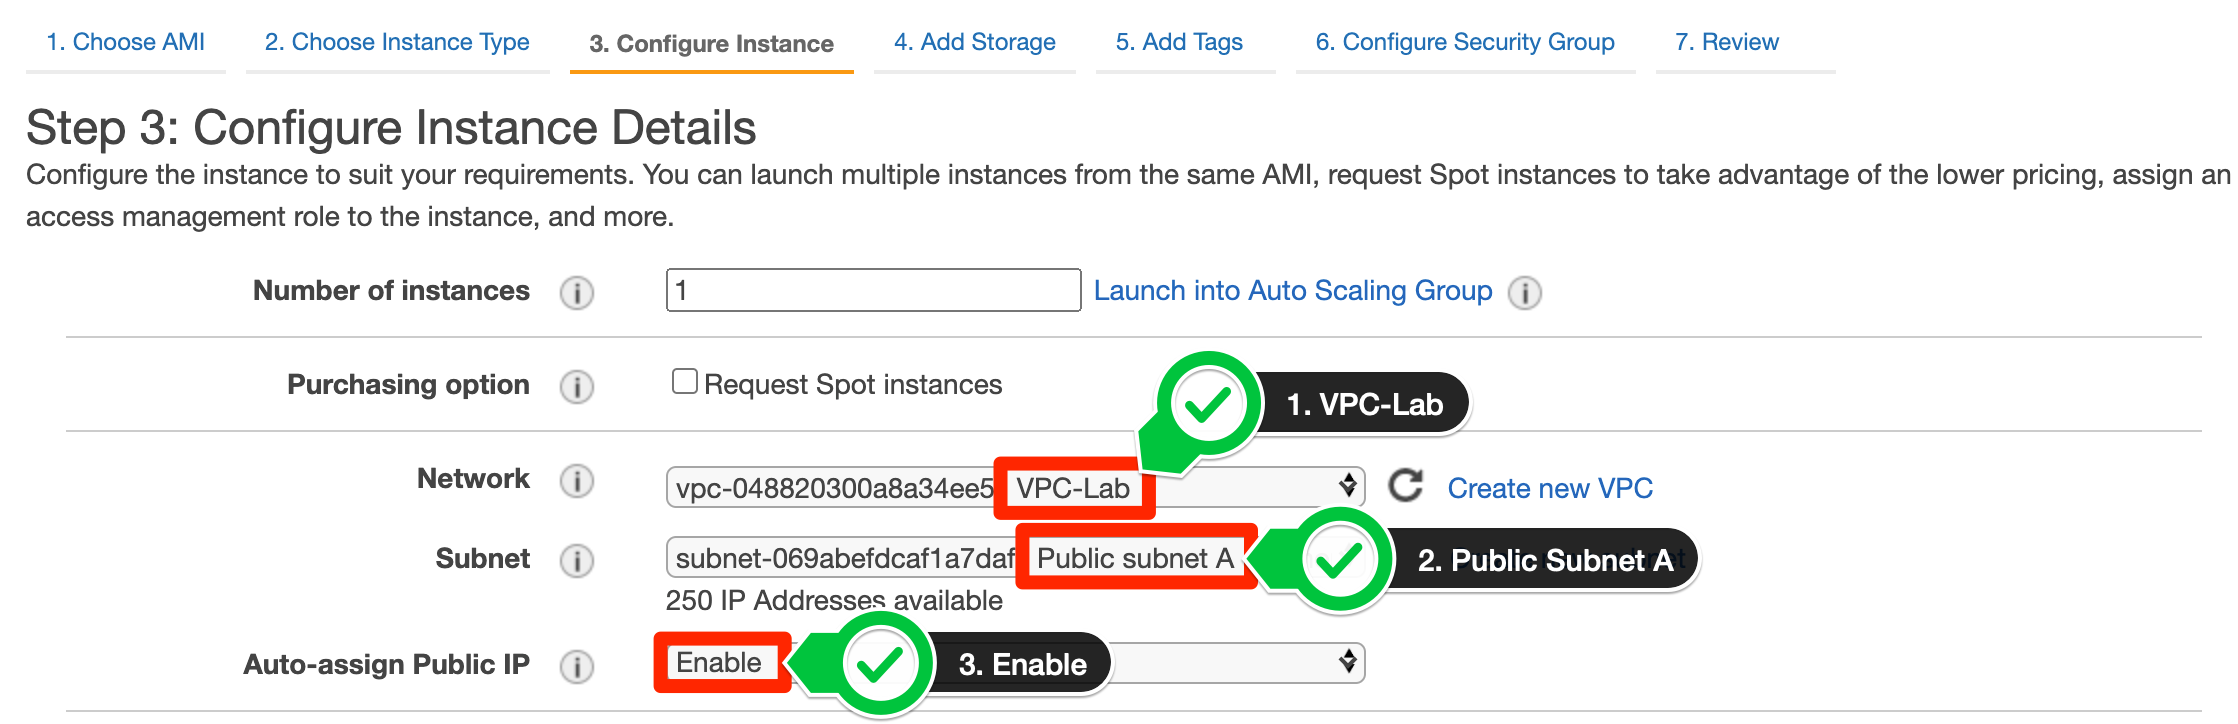 1. Choose AMI 2. Choose Instance Type 3. Configure Instance 4. Add Storage 5. Add Tags 6. Configure Security Group 7. Review
Step 3: Configure Instance Details
Configure the instance to suit your requirements. You can launch multiple instances from the same AMI, request Spot instances to take advantage of the lower pricing, assign an
access management role to the instance, and more.
Number of instances i 1 Launch into Auto Scaling Group i
Purchasing option i Request Spot instances
1. VPC-Lab
Network i vpc-048820300a8a34ee5 VPC-Lab Create new VPC
Subnet i subnet-069abefdcaf1a7daf Public subnet A 2. Public Subnet A
250 IP Addresses available
Auto-assign Public IP i Enable 3. Enable